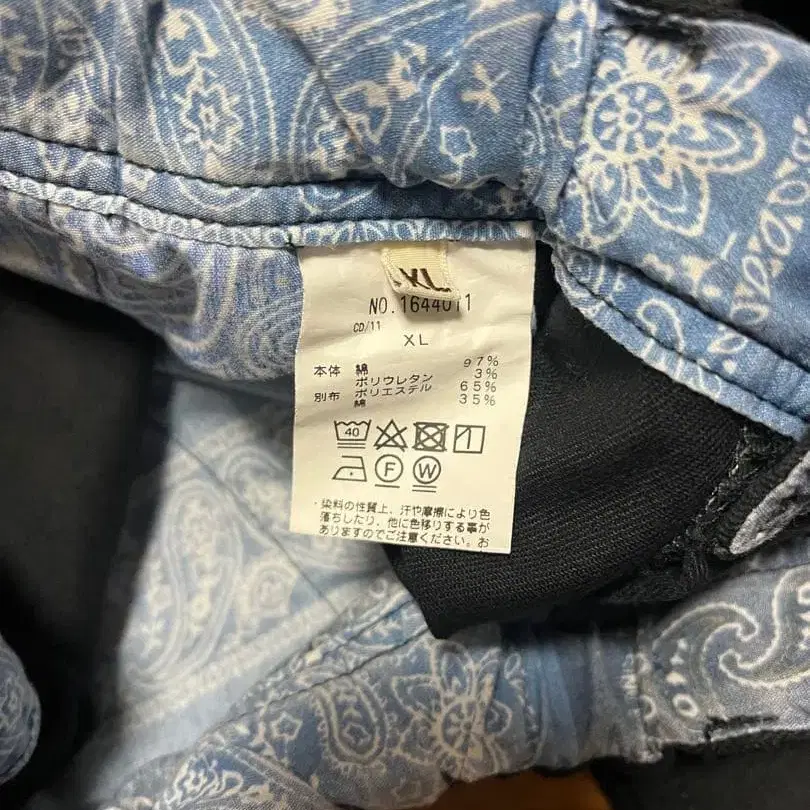 XL
NO.1644011
CD/11
XL
本体 綿 97%
ポリウレタン 3%
別布 ポリエステル 65%
綿 35%
40
F W
・染料の性質上、汗や摩擦により色
落ちしたり、他に色移りする事が
ありますのでご注意ください。お